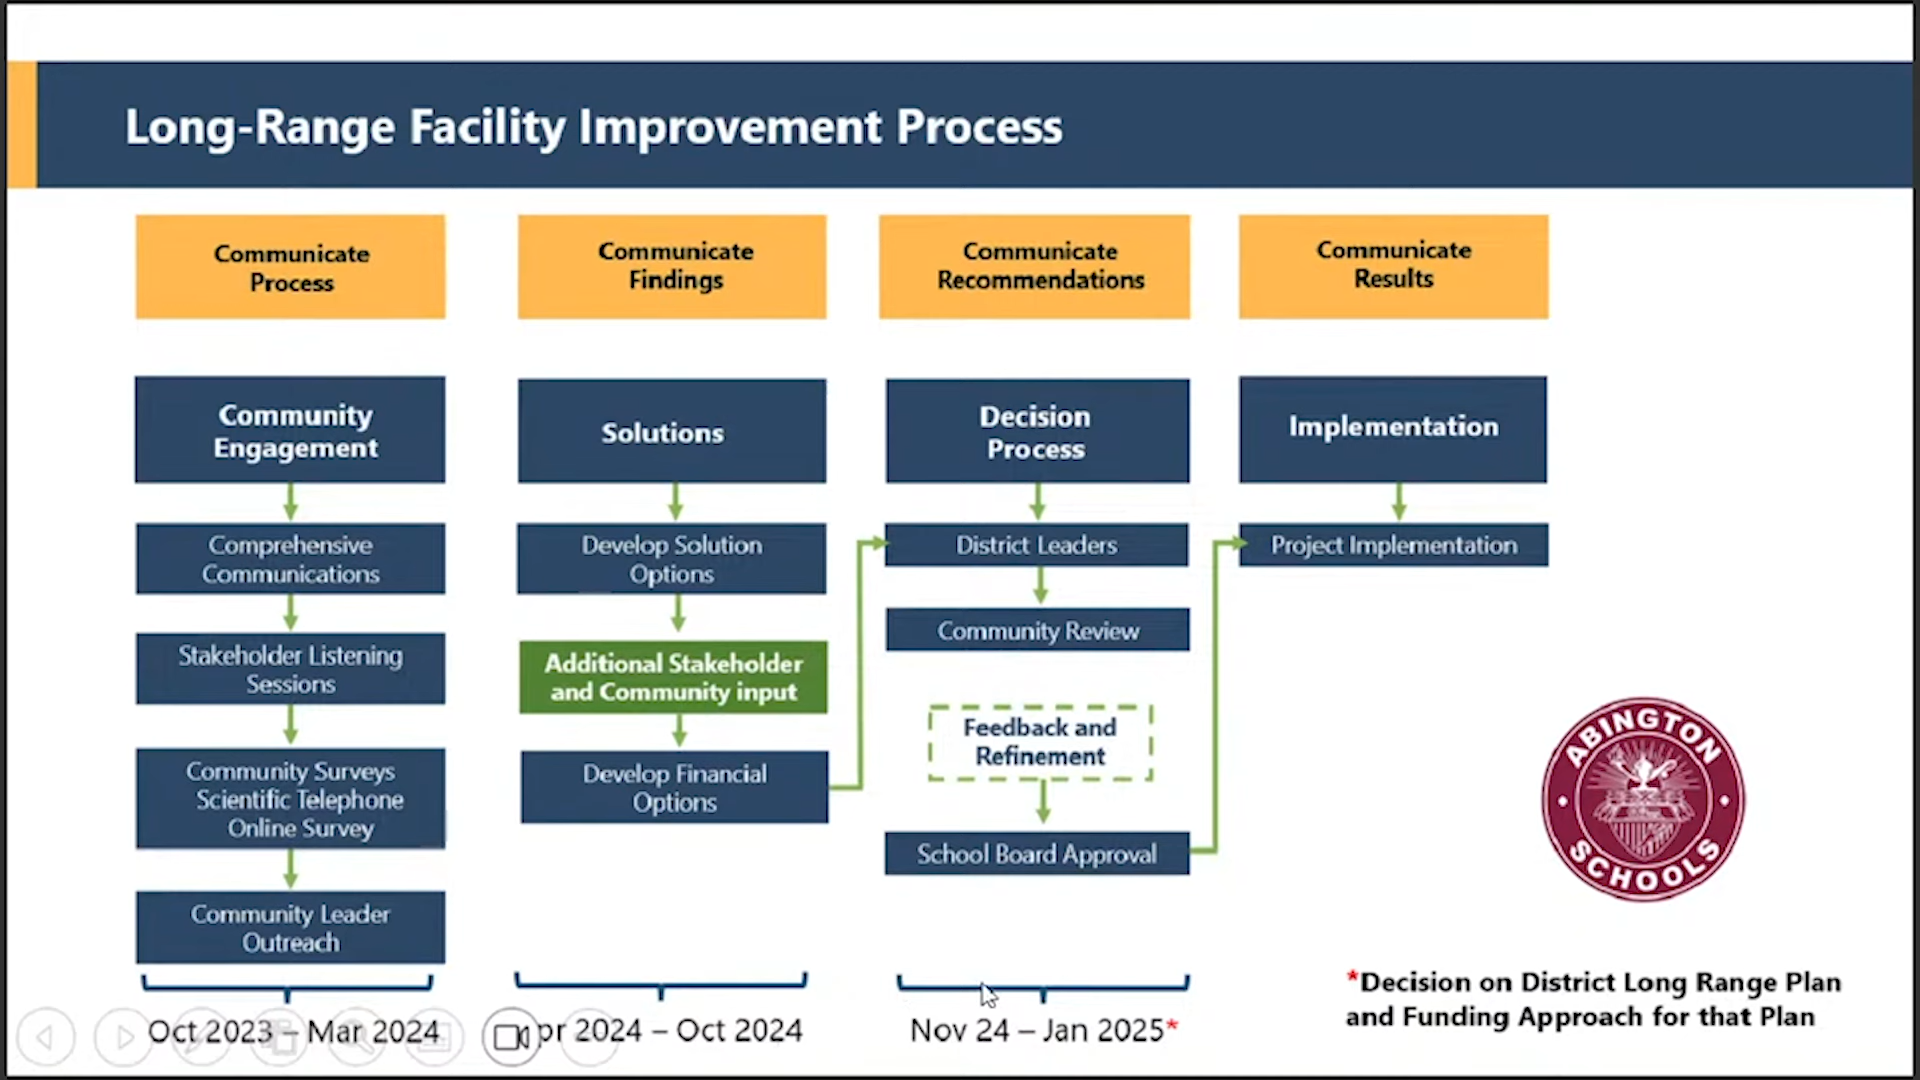 Long-Range Facility Improvement Process
Communicate
Process
Communicate
Findings
Communicate
Recommendations
Communicate
Results
Community
Engagement
Solutions
Decision
Process
Implementation
Comprehensive
Communications
Stakeholder Listening
Sessions
Community Surveys
Scientific Telephone
Online Survey
Community Leader
Outreach
Oct 2023 – Mar 2024
Develop Solution
Options
Additional Stakeholder
and Community input
Develop Financial
Options
pr 2024 – Oct 2024
District Leaders
Community Review
Feedback and
Refinement
School Board Approval
Nov 24 – Jan 2025*
Project Implementation
ABINGTON
SCHOOLS
*Decision on District Long Range Plan
and Funding Approach for that Plan